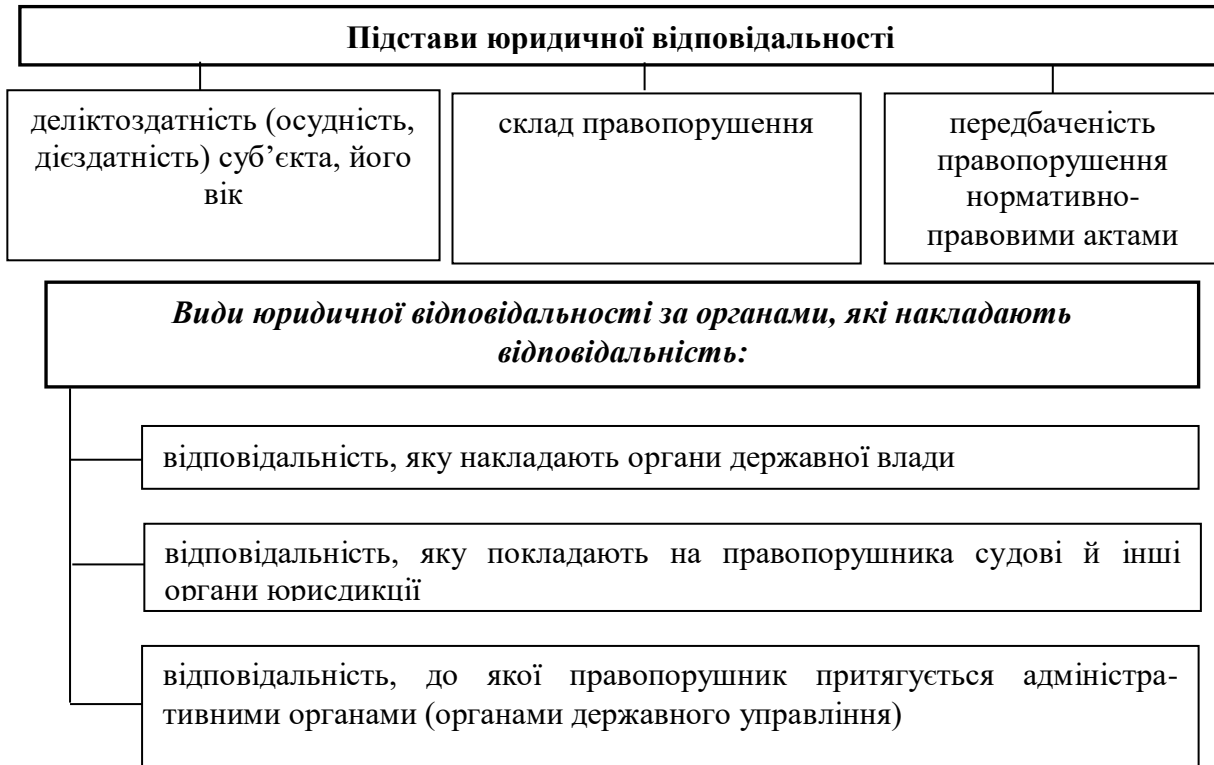 Підстави юридичної відповідальності
деліктоздатність (осудність,
дієздатність) суб’єкта, його
вік
склад правопорушення
передбаченість
правопорушення
нормативно-
правовими актами
Види юридичної відповідальності за органами, які накладають
відповідальність:
відповідальність, яку накладають органи державної влади
відповідальність, яку покладають на правопорушника судові й інші
органи юрисдикції
відповідальність, до якої правопорушник притягується адміністра-
тивними органами (органами державного управління)